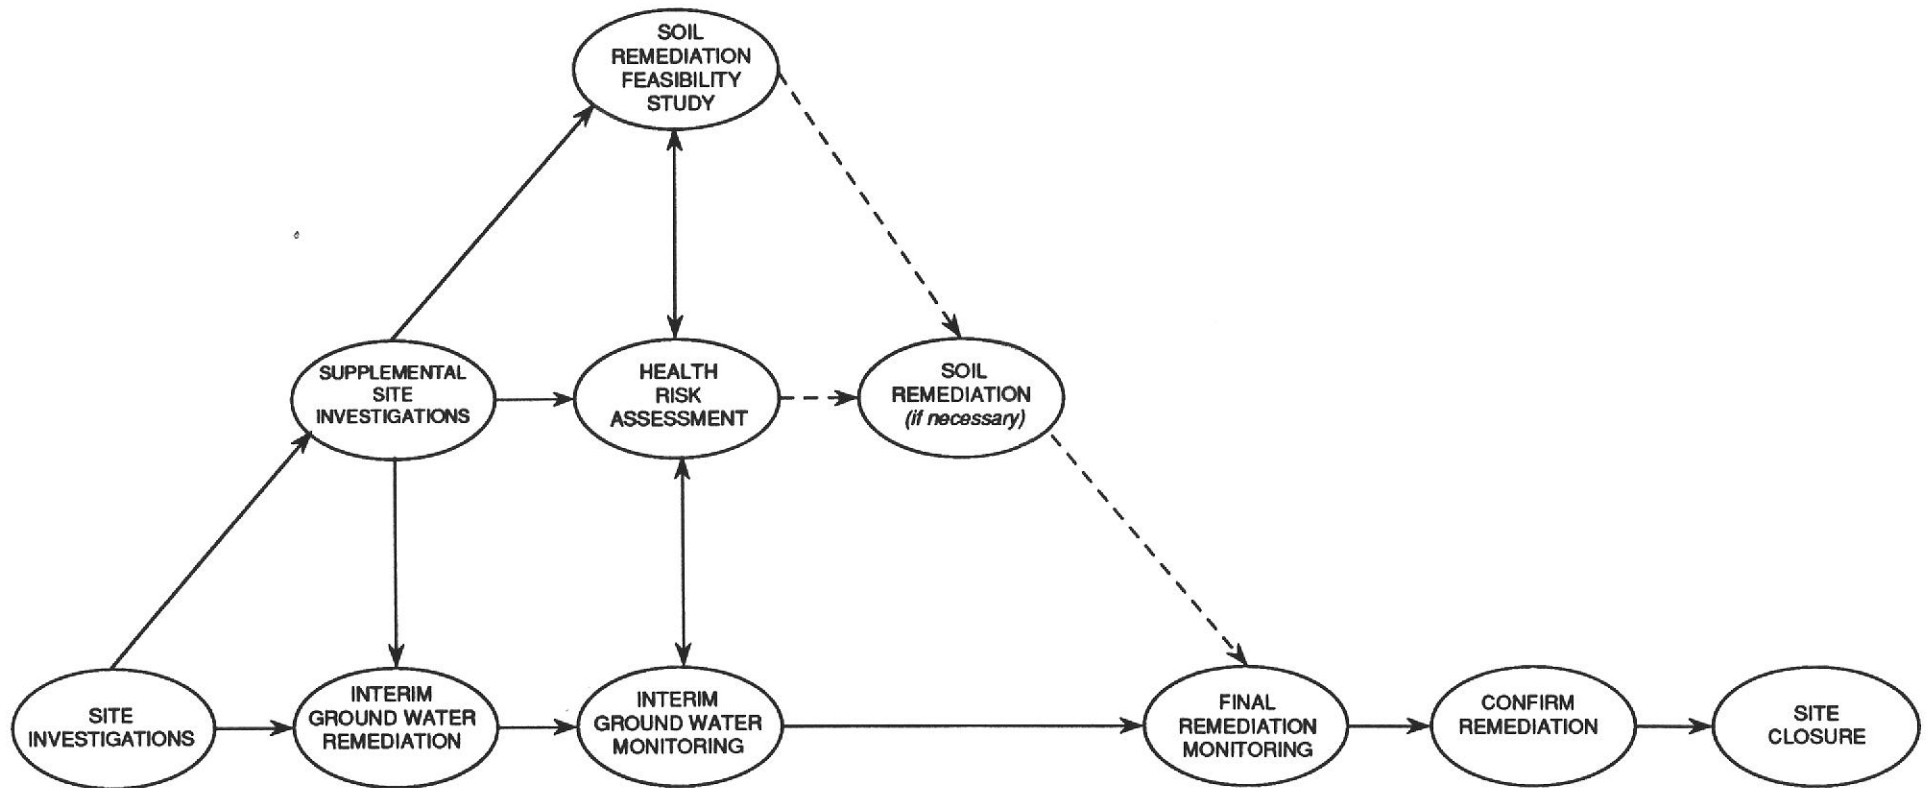 SOIL
REMEDIATION
FEASIBILITY
STUDY
SUPPLEMENTAL
SITE
INVESTIGATIONS
HEALTH
RISK
ASSESSMENT
SOIL
REMEDIATION
(if necessary)
SITE
INVESTIGATIONS
INTERIM
GROUND WATER
REMEDIATION
INTERIM
GROUND WATER
MONITORING
FINAL
REMEDIATION
MONITORING
CONFIRM
REMEDIATION
SITE
CLOSURE